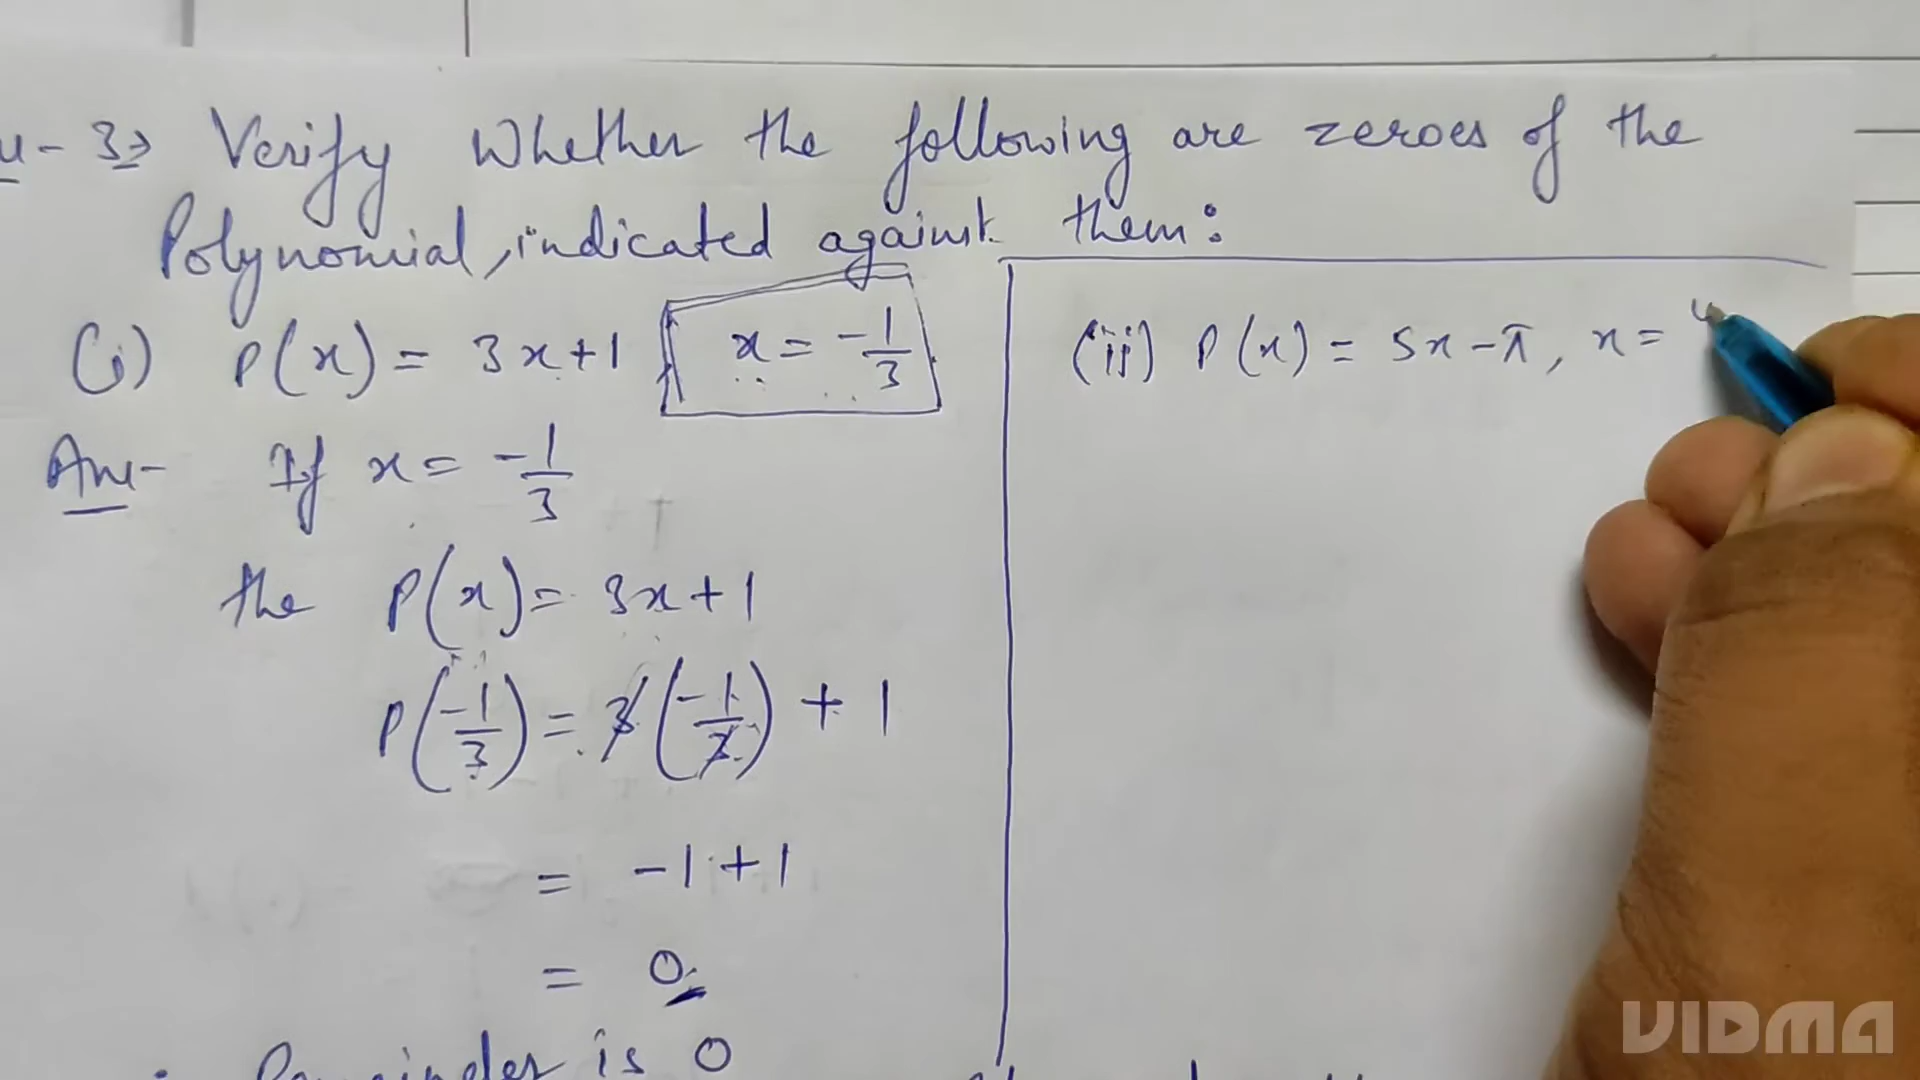 3⇒ Verify Whether the following are zeroes of the
Polynomial, indicated against them:
(i) P(x) = 3x+1 x = -1/3
Ans- If x = -1/3
the P(x) = 3x + 1
P(-1/3) = 3(-1/3) + 1
= -1 + 1
= 0
Remainder is 0
(ii) P(x) = 5x - π, x = 4
VIDMA